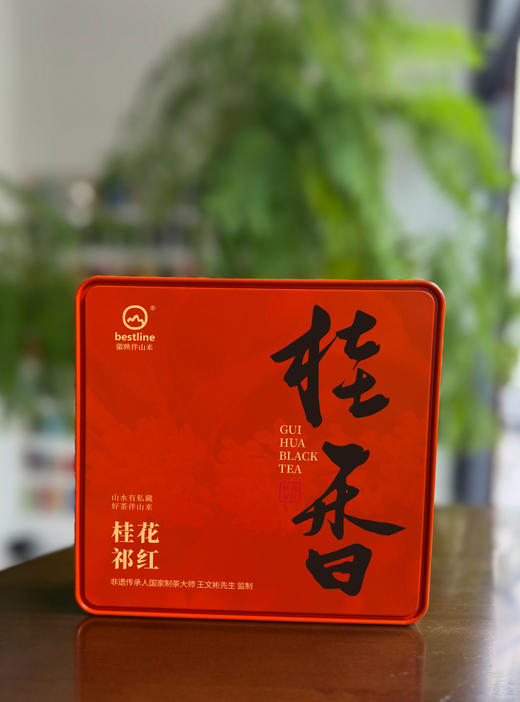 ®
bestline
徽映伴山来
桂香
GUI
HUA
BLACK
TEA
山水有私藏
好茶伴山来
桂花
祁红
非遗传承人国家制茶大师 王文彬先生 监制